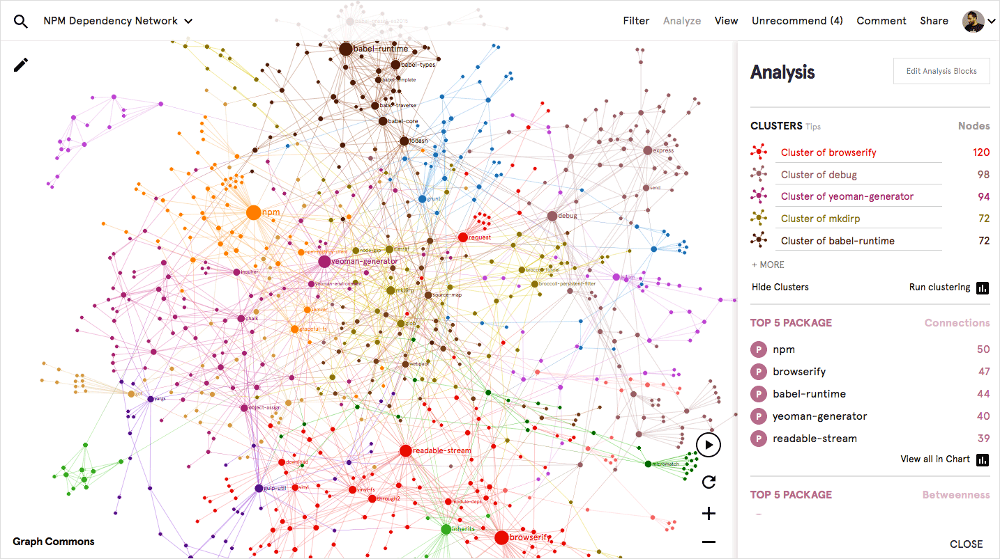 NPM Dependency Network
Filter
Analyze
View
Unrecommend (4)
Comment
Share
babel-preset-es2015
babel-runtime
babel-types
babel-template
babel-traverse
babel-core
lodash
express
send
grunt
npm
debug
request
npm-registry-client
node-gyp
rimraf
yeoman-generator
inquirer
broccoli-funnel
jsdom
yeoman-environment
broccoli-persistent-filter
mkdirp
source-map
semver
chalk
glob
graceful-fs
webpack
got
yargs
object-assign
readable-stream
download
micromatch
gulp-util
vinyl
vinyl-fs
through2
module-deps
inherits
browserify
Graph Commons
Analysis
Edit Analysis Blocks
CLUSTERS Tips Nodes
Cluster of browserify 120
Cluster of debug 98
Cluster of yeoman-generator 94
Cluster of mkdirp 72
Cluster of babel-runtime 72
+ MORE
Hide Clusters Run clustering
TOP 5 PACKAGE Connections
P npm 50
P browserify 47
P babel-runtime 44
P yeoman-generator 40
P readable-stream 39
View all in Chart
TOP 5 PACKAGE Betweenness
CLOSE